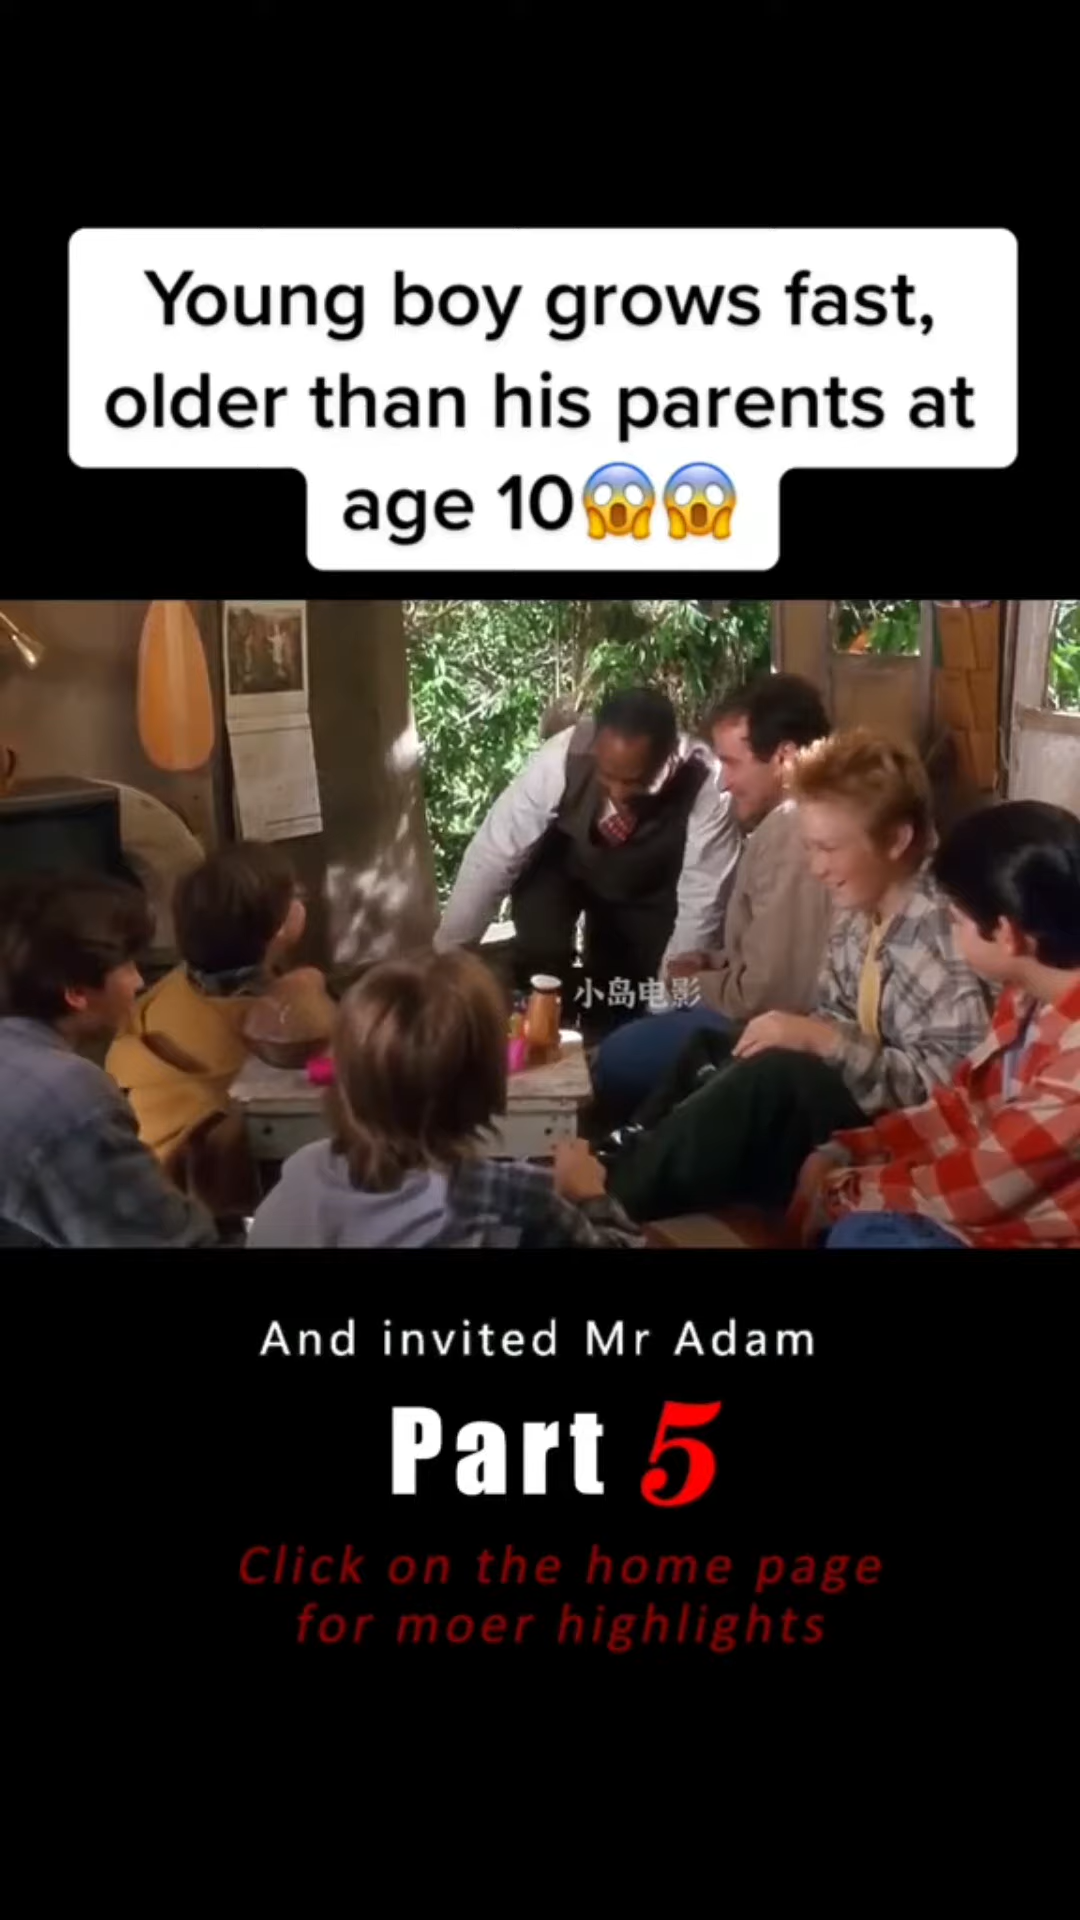 Young boy grows fast,
older than his parents at
age 10😱😱
小岛电影
And invited Mr Adam
Part 5
Click on the home page
for moer highlights